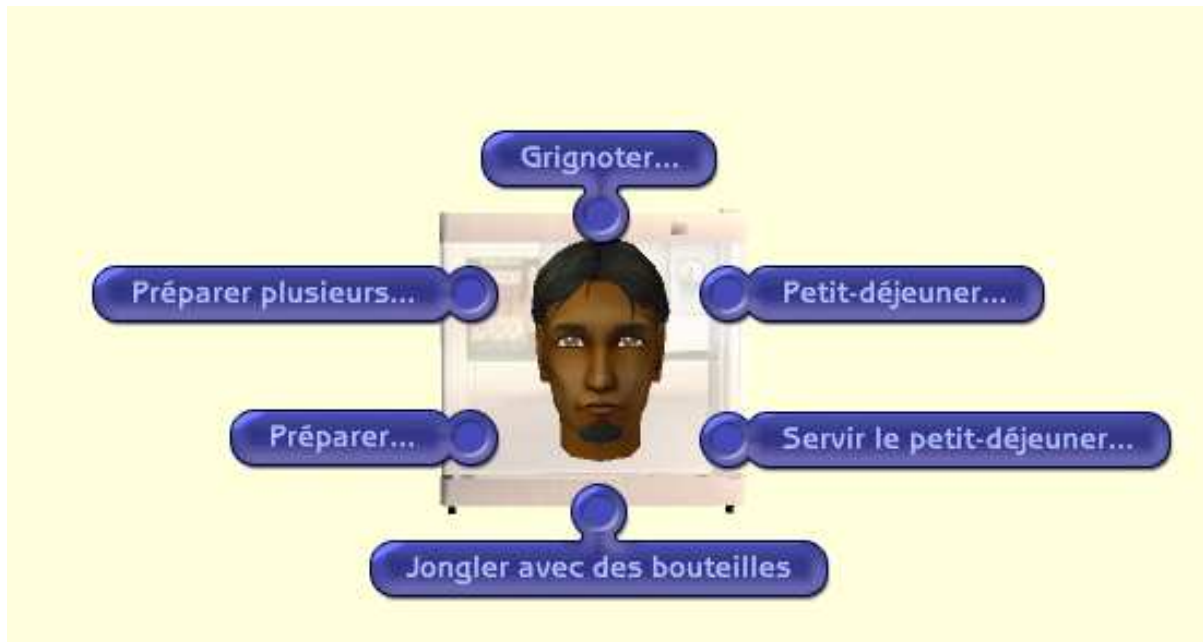 Grignoter...
Préparer plusieurs...
Petit-déjeuner...
Préparer...
Servir le petit-déjeuner...
Jongler avec des bouteilles